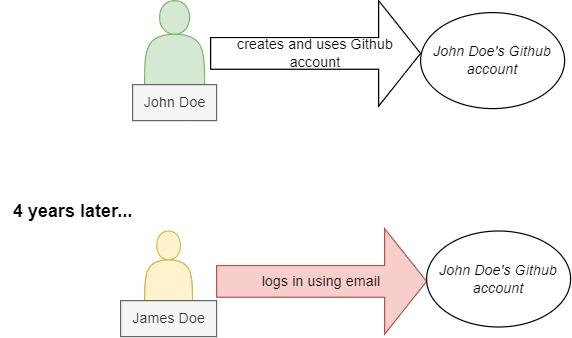 creates and uses Github
account
John Doe's Github
account
John Doe
4 years later...
logs in using email
John Doe's Github
account
James Doe